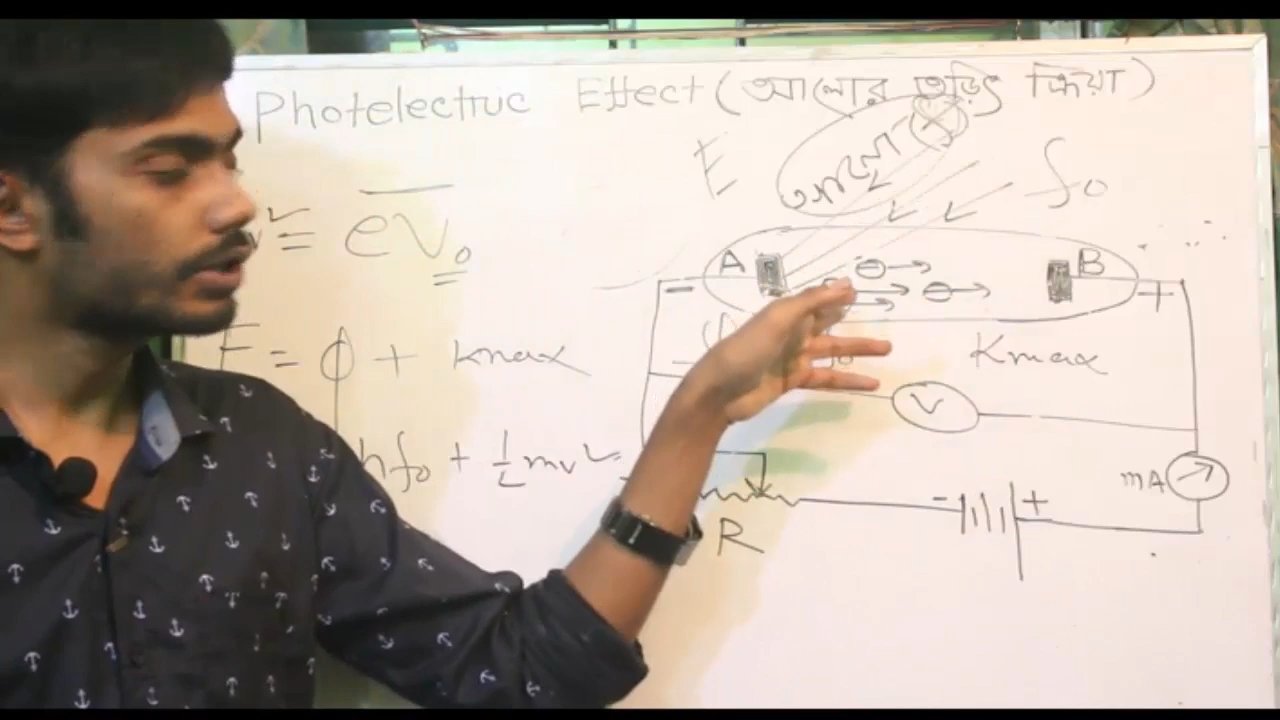 Photelectric Effect (আলোর তড়িৎ ক্রিয়া)
E আলো f₀
= eV₀
A B
- +
E = ϕ + Kmax
Kmax
V
hf₀ + ½mv²
mA
R
- +